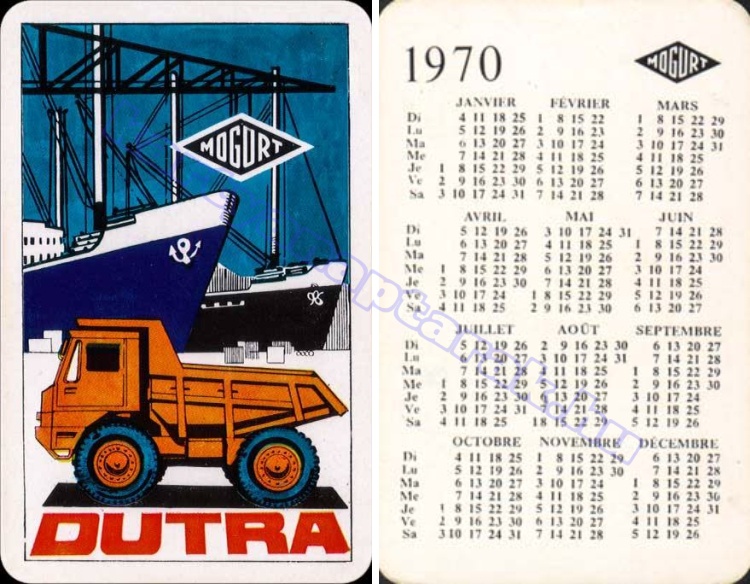 MOGURT
DUTRA
1970
MOGURT
JANVIER FÉVRIER MARS
Di 4 11 18 25 1 8 15 22 1 8 15 22 29
Lu 5 12 19 26 2 9 16 23 2 9 16 23 30
Ma 6 13 20 27 3 10 17 24 3 10 17 24 31
Me 7 14 21 28 4 11 18 25 4 11 18 25
Je 1 8 15 22 29 5 12 19 26 5 12 19 26
Ve 2 9 16 23 30 6 13 20 27 6 13 20 27
Sa 3 10 17 24 31 7 14 21 28 7 14 21 28
AVRIL MAI JUIN
Di 5 12 19 26 3 10 17 24 31 7 14 21 28
Lu 6 13 20 27 4 11 18 25 1 8 15 22 29
Ma 7 14 21 28 5 12 19 26 2 9 16 23 30
Me 1 8 15 22 29 6 13 20 27 3 10 17 24
Je 2 9 16 23 30 7 14 21 28 4 11 18 25
Ve 3 10 17 24 1 8 15 22 29 5 12 19 26
Sa 4 11 18 25 2 9 16 23 30 6 13 20 27
JUILLET AOÛT SEPTEMBRE
Di 5 12 19 26 2 9 16 23 30 6 13 20 27
Lu 6 13 20 27 3 10 17 24 31 7 14 21 28
Ma 7 14 21 28 4 11 18 25 1 8 15 22 29
Me 1 8 15 22 29 5 12 19 26 2 9 16 23 30
Je 2 9 16 23 30 6 13 20 27 3 10 17 24
Ve 3 10 17 24 31 7 14 21 28 4 11 18 25
Sa 4 11 18 25 1 8 15 22 29 5 12 19 26
OCTOBRE NOVEMBRE DÉCEMBRE
Di 4 11 18 25 1 8 15 22 29 6 13 20 27
Lu 5 12 19 26 2 9 16 23 30 7 14 21 28
Ma 6 13 20 27 3 10 17 24 1 8 15 22 29
Me 7 14 21 28 4 11 18 25 2 9 16 23 30
Je 1 8 15 22 29 5 12 19 26 3 10 17 24 31
Ve 2 9 16 23 30 6 13 20 27 4 11 18 25
Sa 3 10 17 24 31 7 14 21 28 5 12 19 26